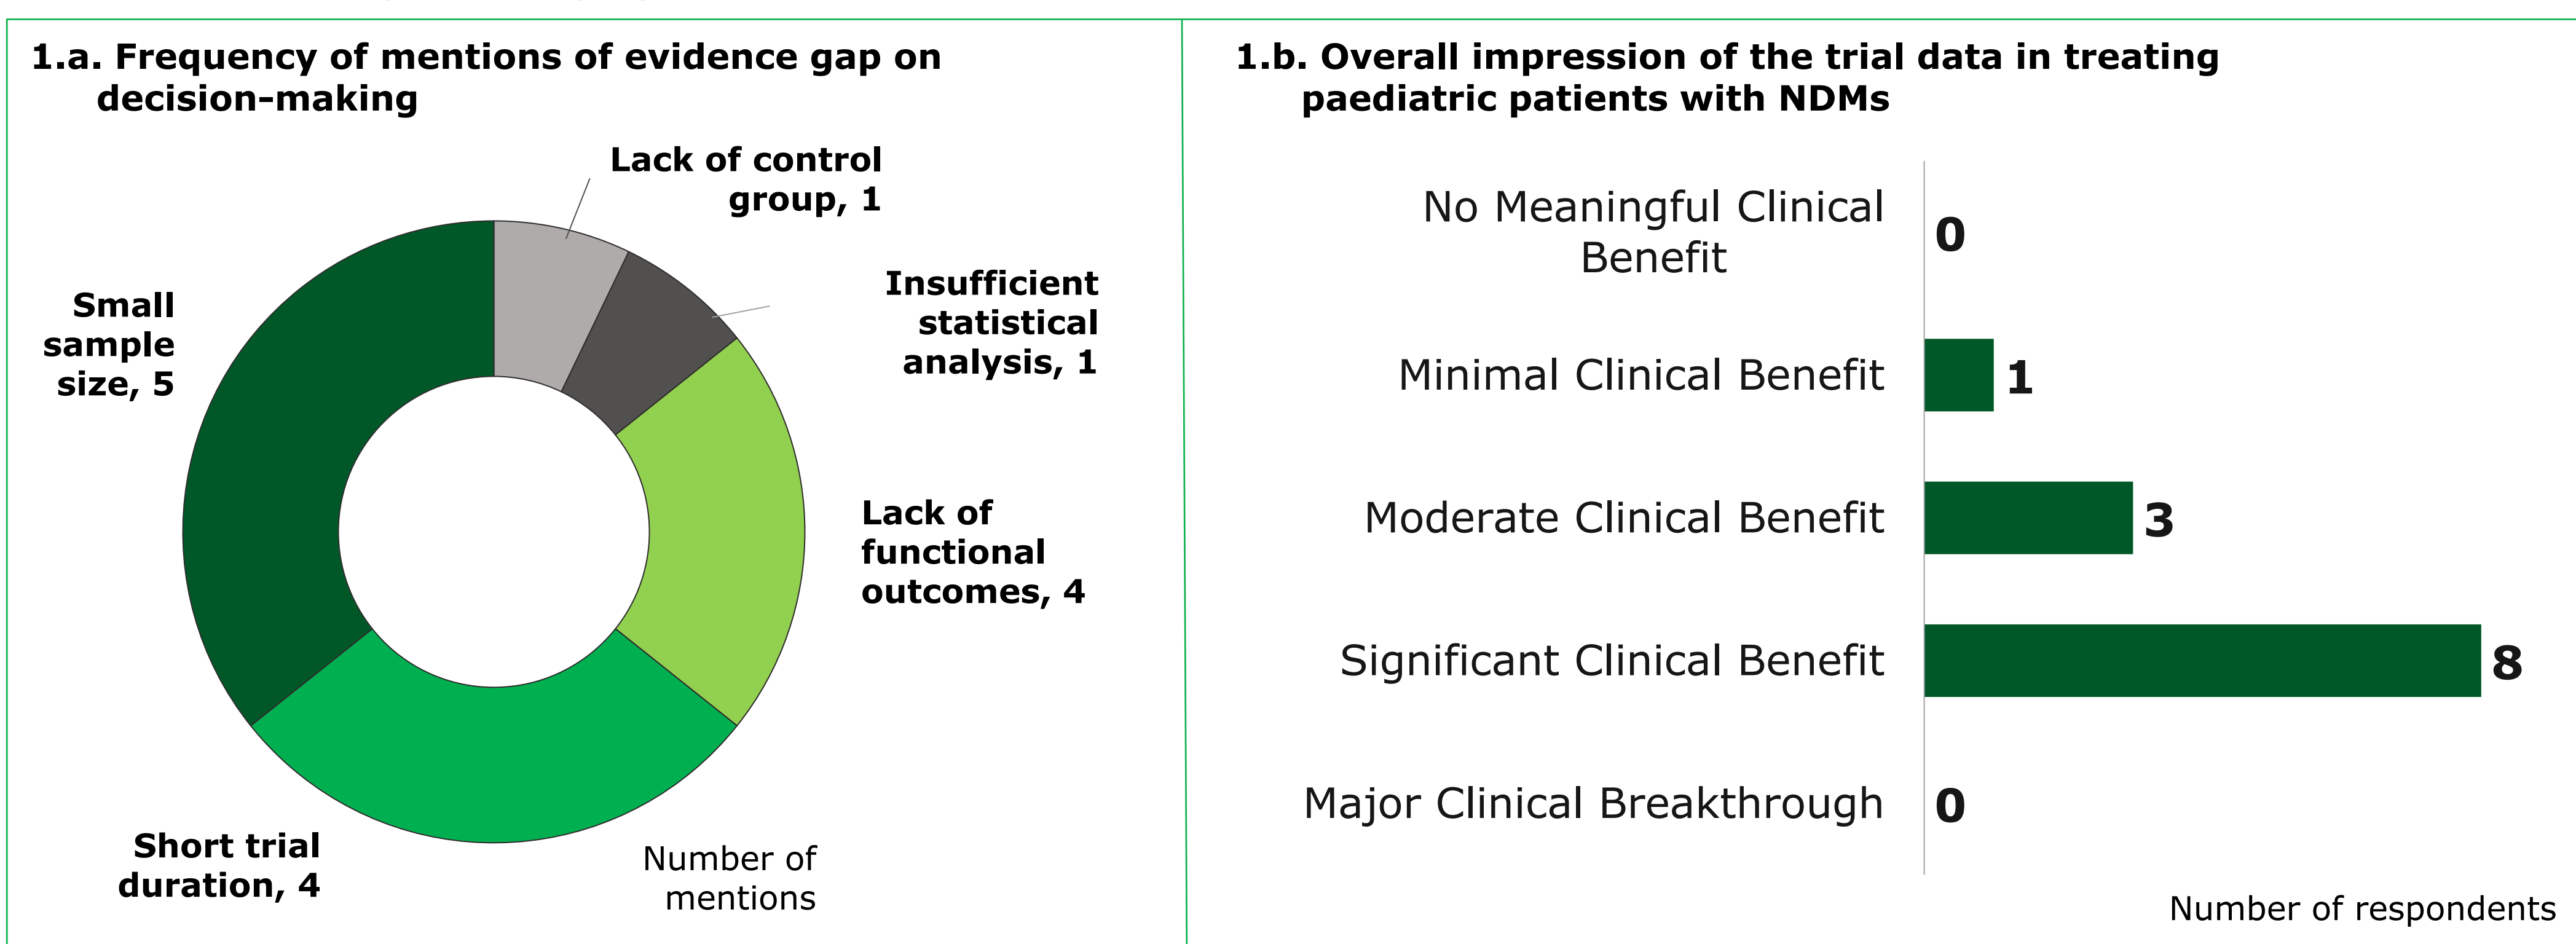 1.a. Frequency of mentions of evidence gap on
decision-making
Lack of control
group, 1
Insufficient
statistical
analysis, 1
Small
sample
size, 5
Lack of
functional
outcomes, 4
Short trial
duration, 4
Number of
mentions
1.b. Overall impression of the trial data in treating
paediatric patients with NDMs
No Meaningful Clinical
Benefit
0
Minimal Clinical Benefit
1
Moderate Clinical Benefit
3
Significant Clinical Benefit
8
Major Clinical Breakthrough
0
Number of respondents